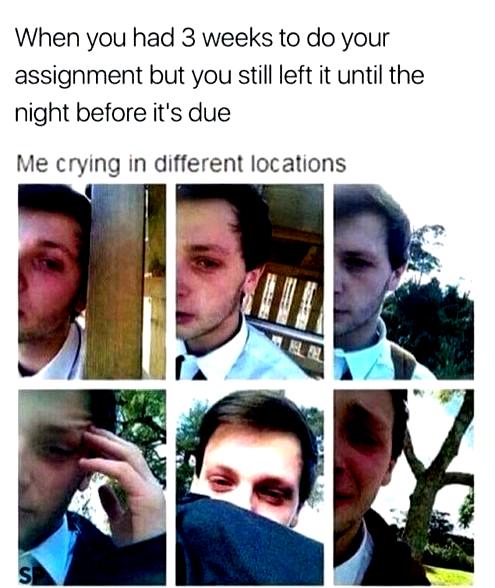 When you had 3 weeks to do your
assignment but you still left it until the
night before it's due
Me crying in different locations